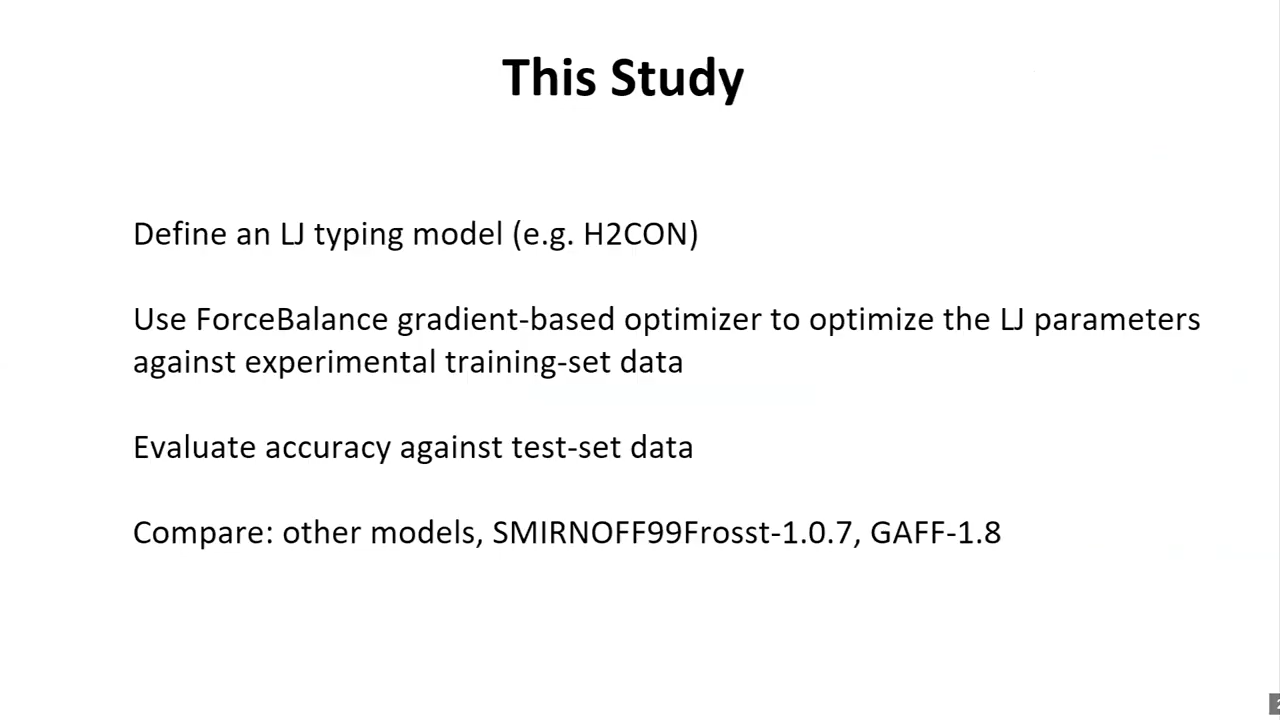 This Study
Define an LJ typing model (e.g. H2CON)
Use ForceBalance gradient-based optimizer to optimize the LJ parameters
against experimental training-set data
Evaluate accuracy against test-set data
Compare: other models, SMIRNOFF99Frosst-1.0.7, GAFF-1.8